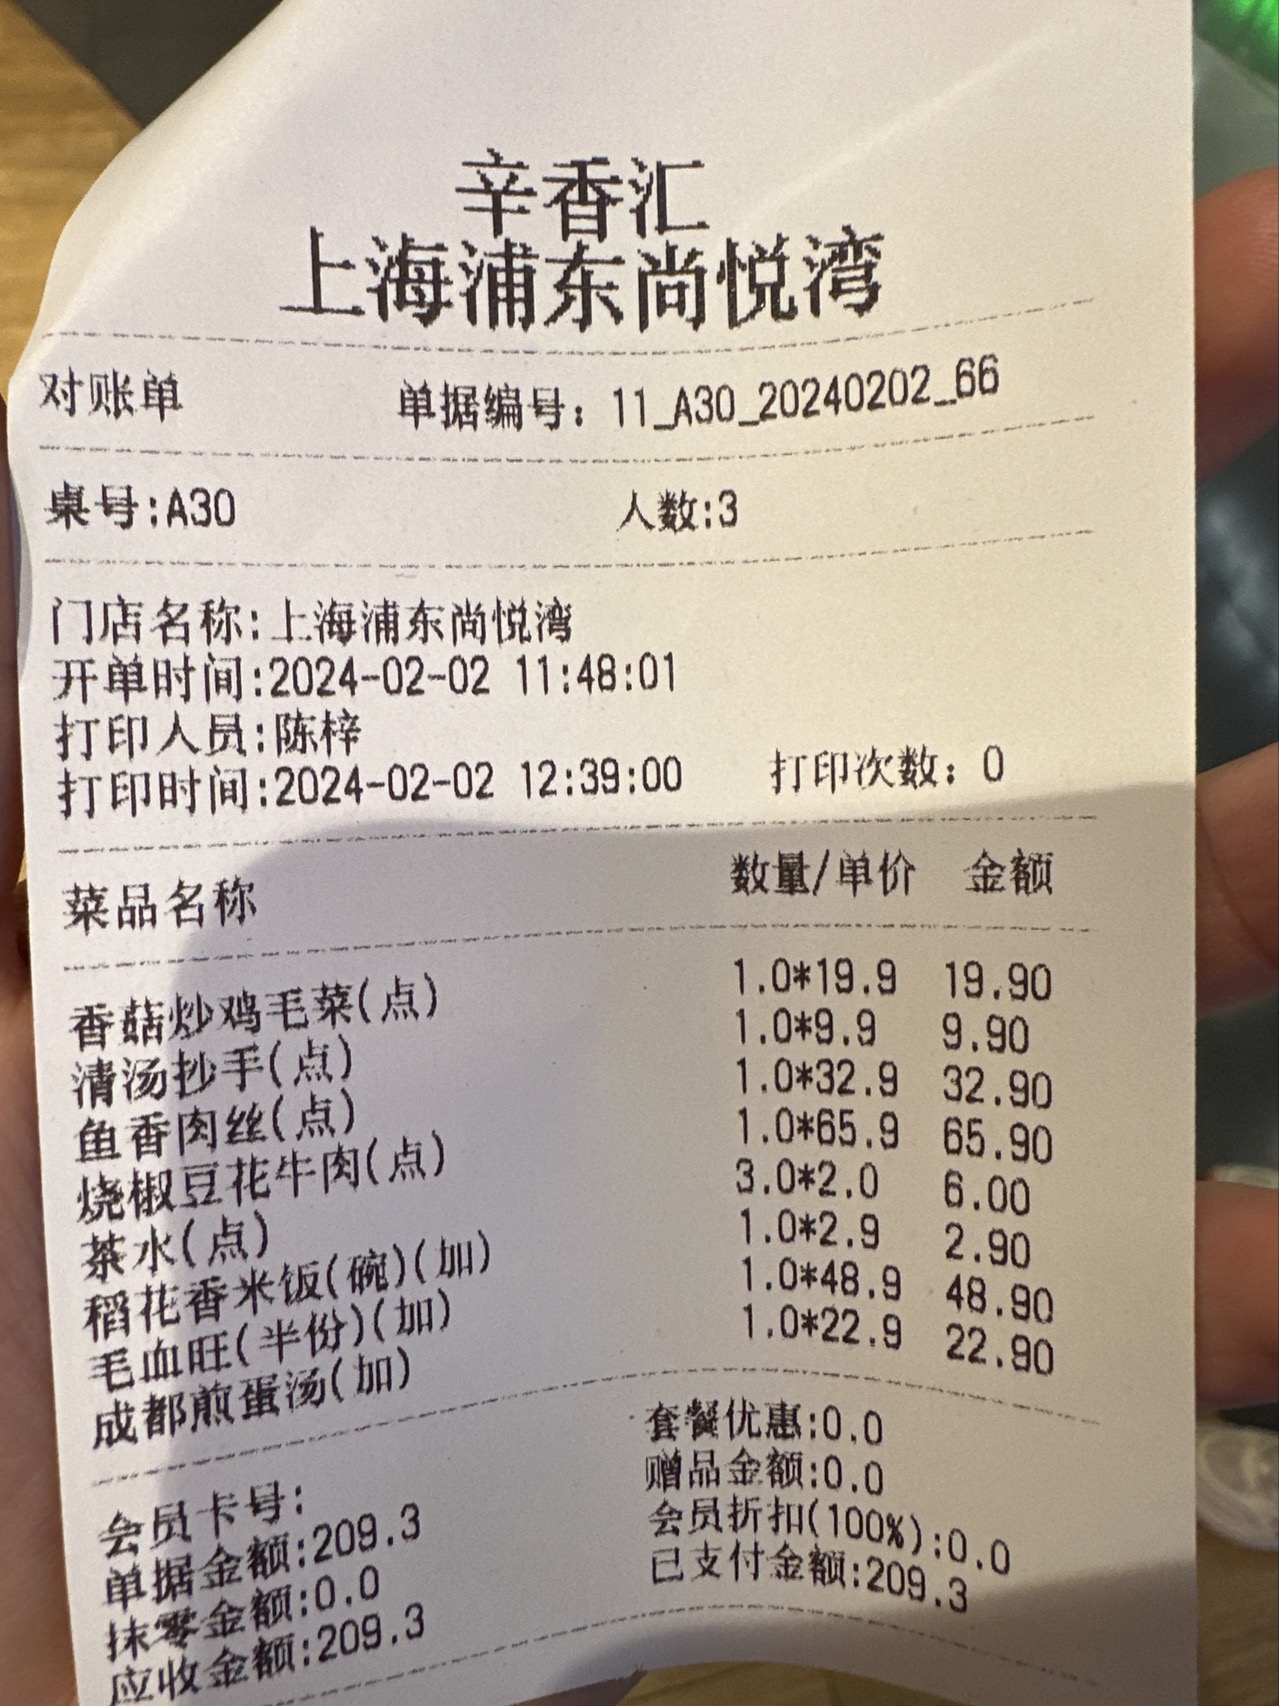 辛香汇
上海浦东尚悦湾
对账单 单据编号：11_A30_20240202_66
桌号:A30 人数:3
门店名称:上海浦东尚悦湾
开单时间:2024-02-02 11:48:01
打印人员:陈梓
打印时间:2024-02-02 12:39:00 打印次数：0
菜品名称 数量/单价 金额
香菇炒鸡毛菜(点) 1.0*19.9 19.90
清汤抄手(点) 1.0*9.9 9.90
鱼香肉丝(点) 1.0*32.9 32.90
烧椒豆花牛肉(点) 1.0*65.9 65.90
茶水(点) 3.0*2.0 6.00
稻花香米饭(碗)(加) 1.0*2.9 2.90
毛血旺(半份)(加) 1.0*48.9 48.90
成都煎蛋汤(加) 1.0*22.9 22.90
会员卡号: 套餐优惠:0.0
单据金额:209.3 赠品金额:0.0
抹零金额:0.0 会员折扣(100%):0.0
应收金额:209.3 已支付金额:209.3